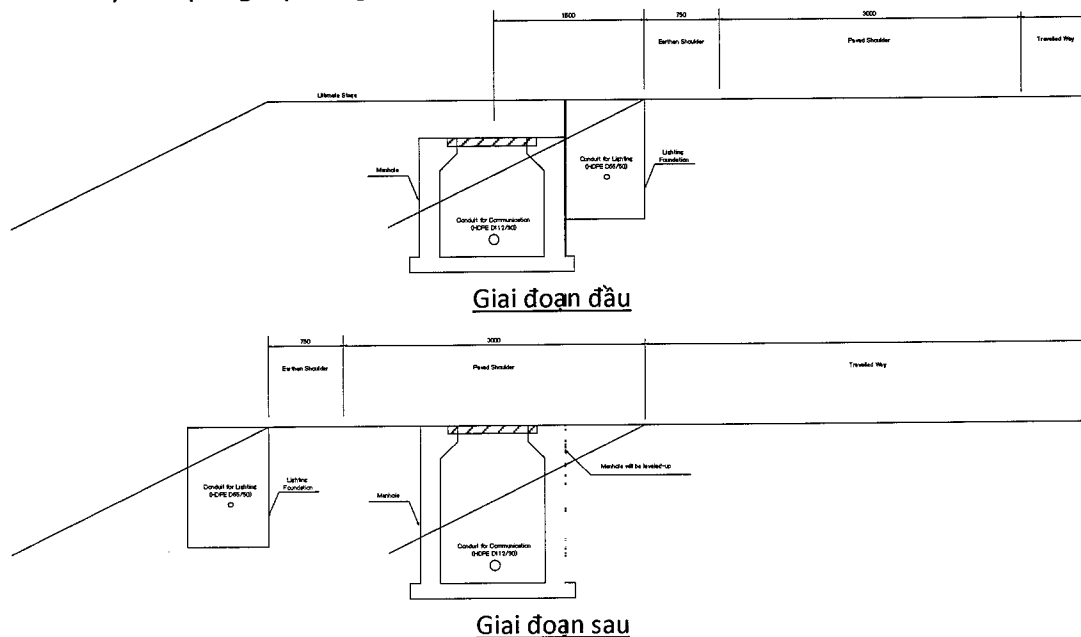 1500
750
3000
Earthen Shoulder
Paved Shoulder
Travelled Way
Ultimate Stage
Manhole
Conduit for Lighting
(HDPE D65/50)
Lighting
Foundation
Conduit for Communication
(HDPE D112/90)
Giai đoạn đầu
750
3000
Earthen Shoulder
Paved Shoulder
Travelled Way
Conduit for Lighting
(HDPE D65/50)
Lighting
Foundation
Manhole
Manhole will be leveled-up
Conduit for Communication
(HDPE D112/90)
Giai đoạn sau